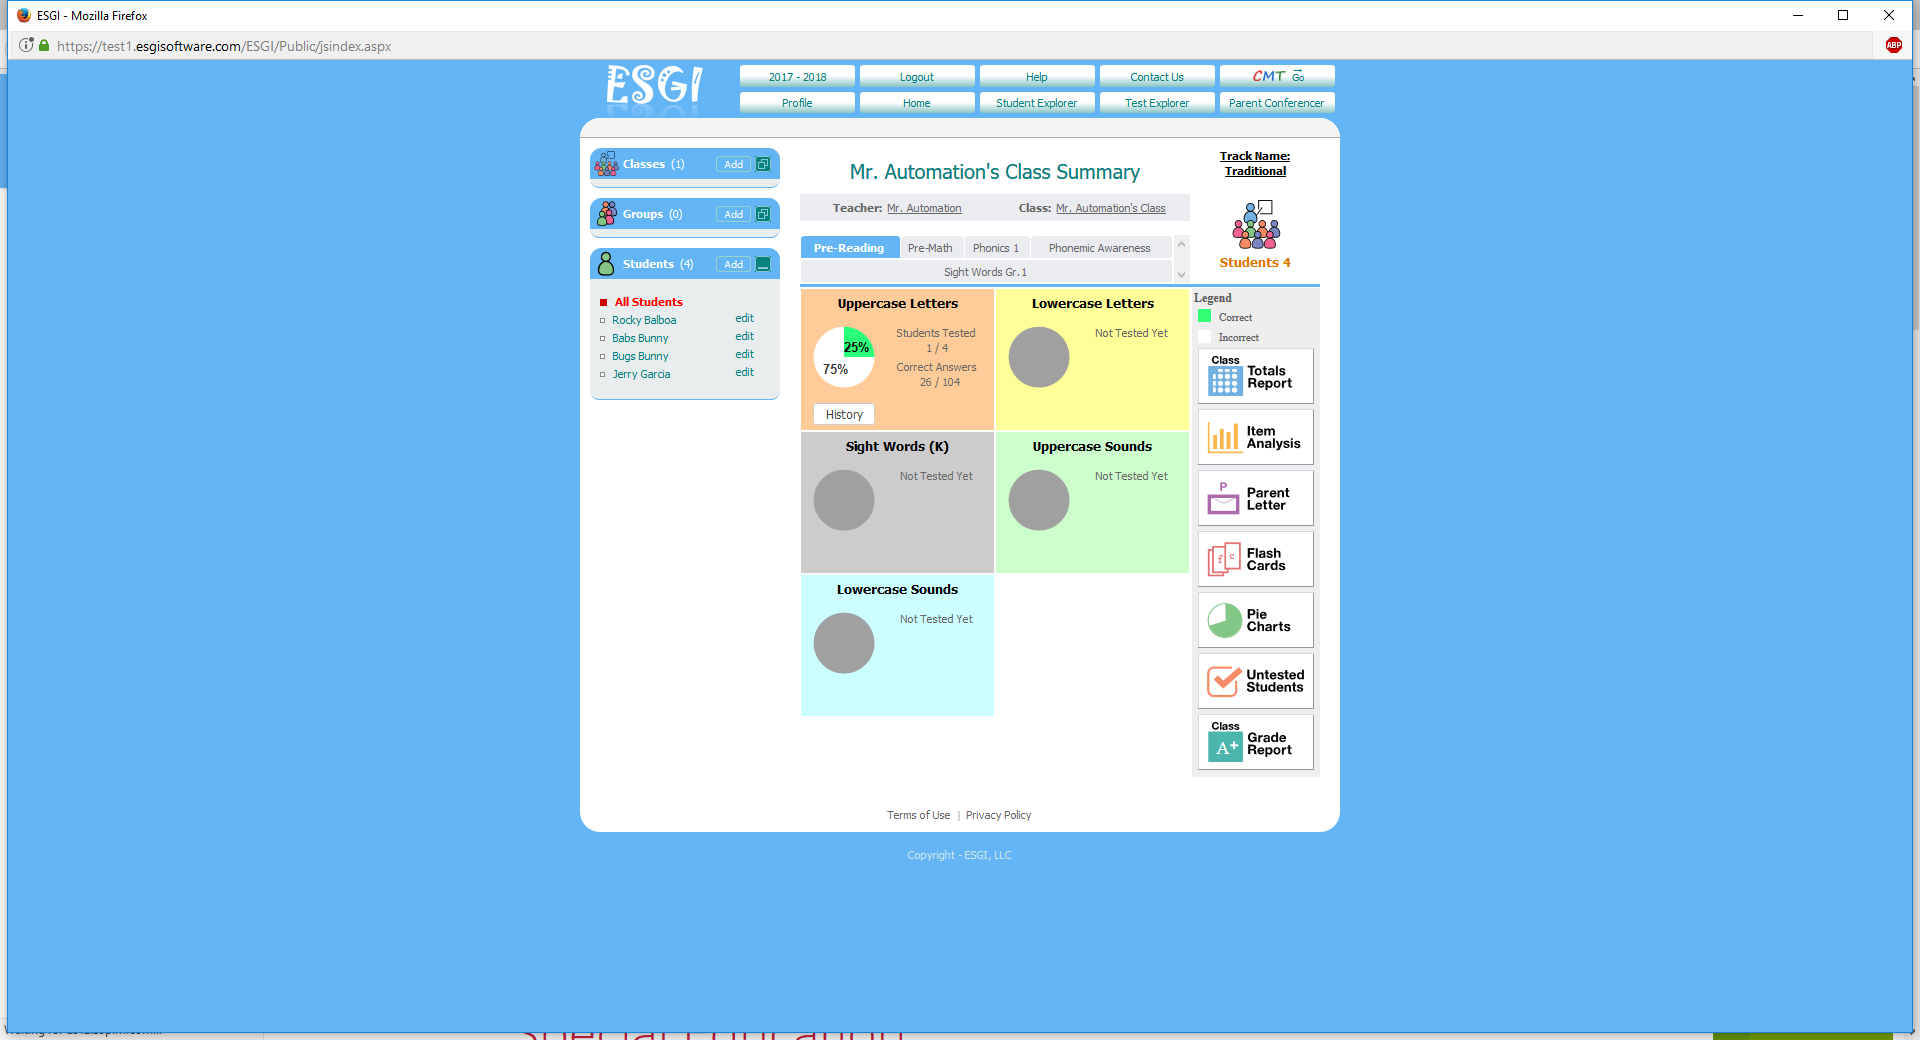 ESGI - Mozilla Firefox
https://test1.esgisoftware.com/ESGI/Public/jsindex.aspx
ABP
ESGI
2017 - 2018
Logout
Help
Contact Us
CMT Go
Profile
Home
Student Explorer
Test Explorer
Parent Conferencer
Classes (1)
Add
Groups (0)
Add
Students (4)
Add
All Students
Rocky Balboa edit
Babs Bunny edit
Bugs Bunny edit
Jerry Garcia edit
Mr. Automation's Class Summary
Teacher: Mr. Automation Class: Mr. Automation's Class
Pre-Reading
Pre-Math
Phonics 1
Phonemic Awareness
Sight Words Gr.1
Track Name:
Traditional
Students 4
Uppercase Letters
25%
75%
Students Tested
1 / 4
Correct Answers
26 / 104
History
Lowercase Letters
Not Tested Yet
Sight Words (K)
Not Tested Yet
Uppercase Sounds
Not Tested Yet
Lowercase Sounds
Not Tested Yet
Legend
Correct
Incorrect
Class
Totals
Report
Item
Analysis
P
Parent
Letter
f c
Flash
Cards
Pie
Charts
Untested
Students
Class
A+
Grade
Report
Terms of Use | Privacy Policy
Copyright - ESGI, LLC
Special Education